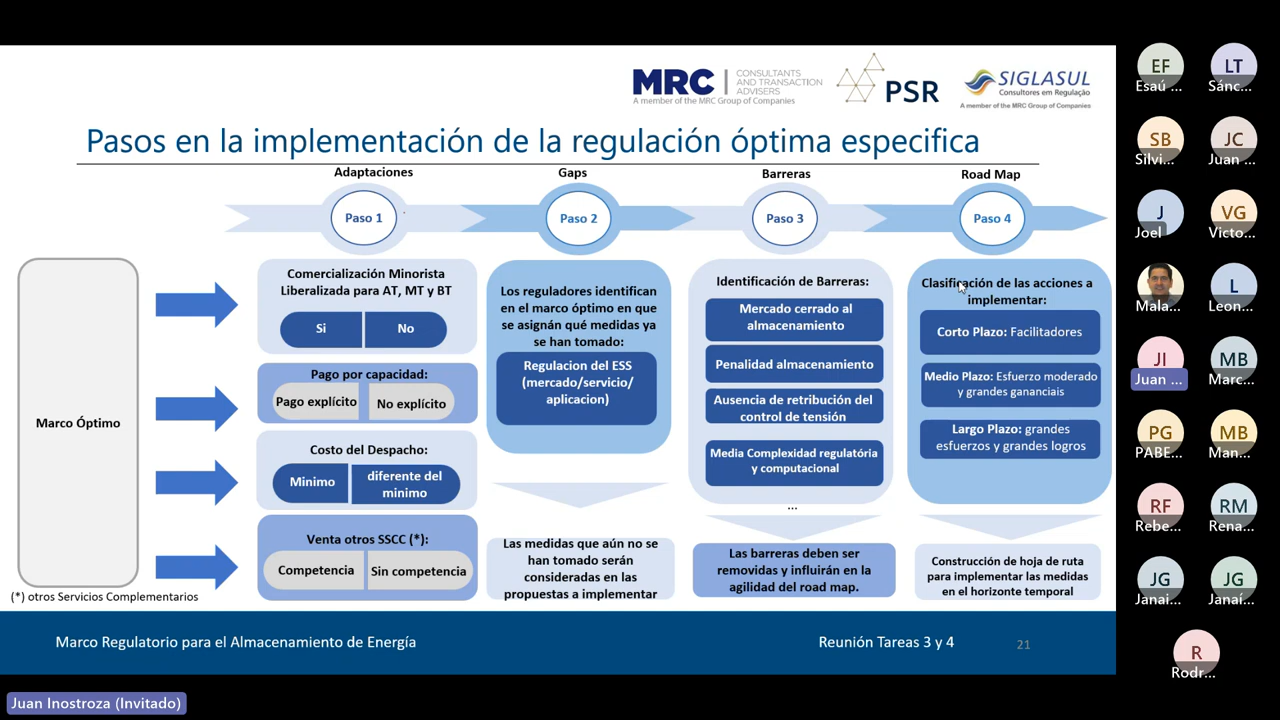 MRC
CONSULTANTS
AND TRANSACTION
ADVISERS
A member of the MRC Group of Companies
PSR
SIGLASUL
Consultores em Regulação
A member of the MRC Group of Companies
Pasos en la implementación de la regulación óptima especifica
Adaptaciones
Gaps
Barreras
Road Map
Paso 1
Paso 2
Paso 3
Paso 4
Marco Óptimo
Comercialización Minorista
Liberalizada para AT, MT y BT
Si
No
Pago por capacidad:
Pago explícito
No explícito
Costo del Despacho:
Minimo
diferente del
minimo
Venta otros SSCC (*):
Competencia
Sin competencia
(*) otros Servicios Complementarios
Los reguladores identifican
en el marco óptimo en que
se asignán qué medidas ya
se han tomado:
Regulacion del ESS
(mercado/servicio/
aplicacion)
Las medidas que aún no se
han tomado serán
consideradas en las
propuestas a implementar
Identificación de Barreras:
Mercado cerrado al
almacenamiento
Penalidad almacenamiento
Ausencia de retribución del
control de tensión
Media Complexidad regulatória
y computacional
...
Las barreras deben ser
removidas y influirán en la
agilidad del road map.
Clasificación de las acciones a
implementar:
Corto Plazo: Facilitadores
Medio Plazo: Esfuerzo moderado
y grandes gananciais
Largo Plazo: grandes
esfuerzos y grandes logros
Construcción de hoja de ruta
para implementar las medidas
en el horizonte temporal
Marco Regulatorio para el Almacenamiento de Energía
Reunión Tareas 3 y 4
21
Juan Inostroza (Invitado)
EF
Esaú ...
LT
Sánc...
SB
Silvi...
JC
Juan ...
J
Joel
VG
Victo...
Mala...
L
Leon...
JI
Juan ...
MB
Marc...
PG
PABE...
MB
Man...
RF
Rebe...
RM
Rena...
JG
Janai...
JG
Janaí...
R
Rodr...